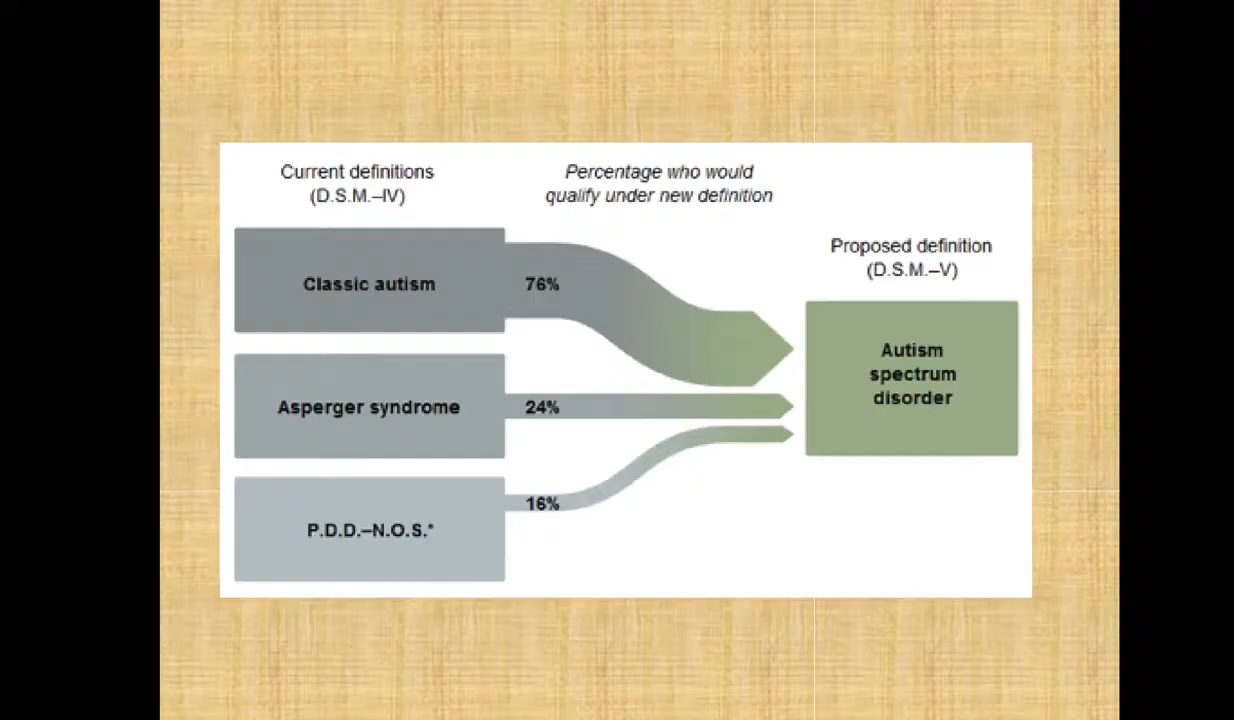 Current definitions
(D.S.M.–IV)
Percentage who would
qualify under new definition
Proposed definition
(D.S.M.–V)
Classic autism
76%
Asperger syndrome
24%
P.D.D.–N.O.S.*
16%
Autism
spectrum
disorder